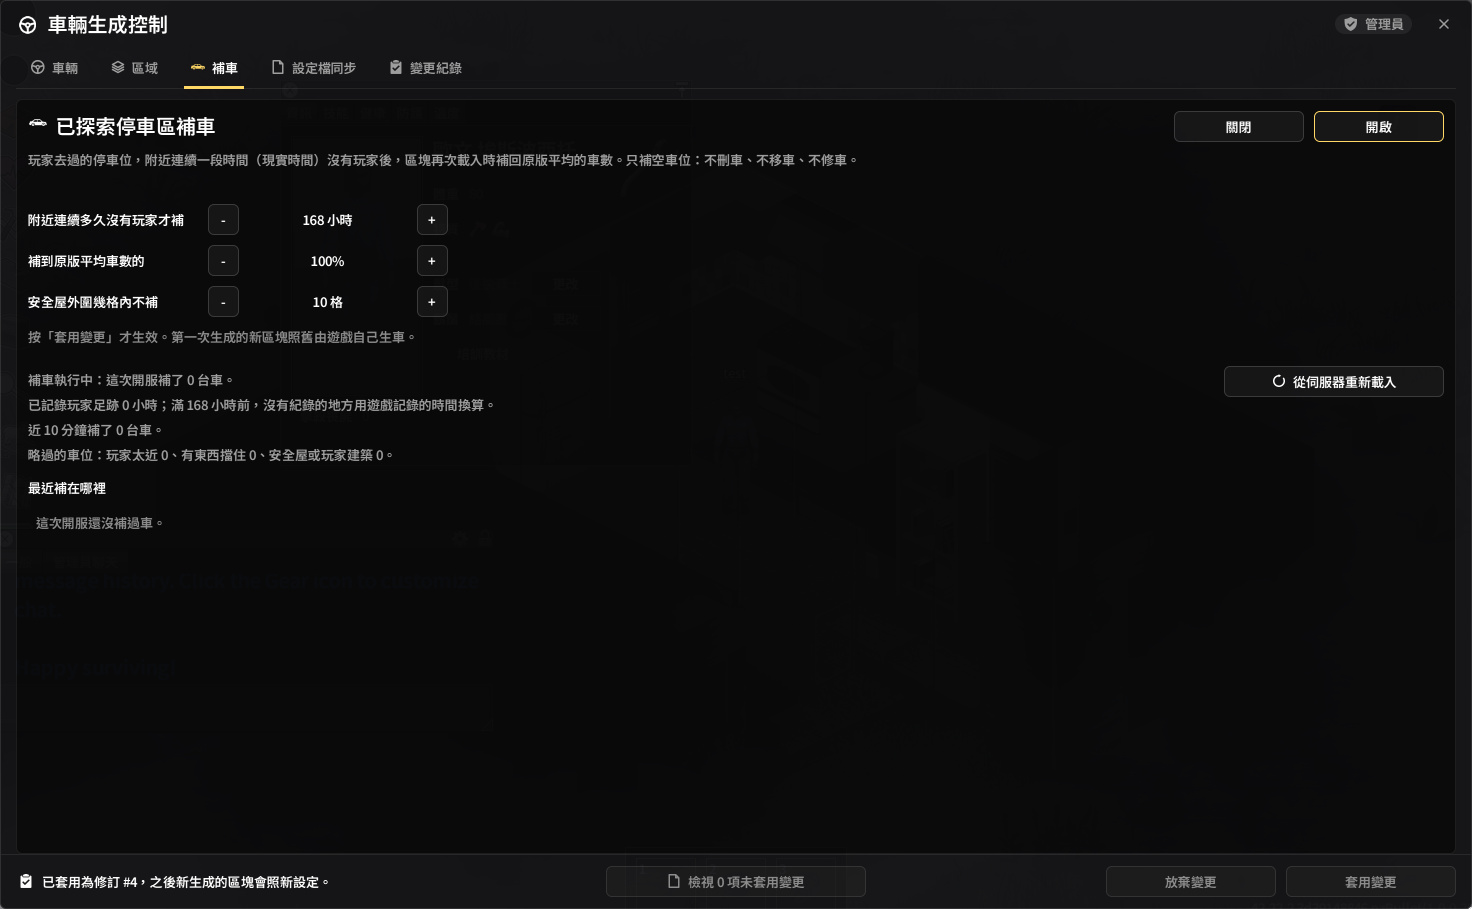 車輛生成控制
管理員
車輛
區域
補車
設定檔同步
變更紀錄
已探索停車區補車
關閉
開啟
玩家去過的停車位，附近連續一段時間（現實時間）沒有玩家後，區塊再次載入時補回原版平均的車數。只補空車位：不刪車、不移車、不修車。
附近連續多久沒有玩家才補
-
168 小時
+
補到原版平均車數的
-
100%
+
安全屋外圍幾格內不補
-
10 格
+
按「套用變更」才生效。第一次生成的新區塊照舊由遊戲自己生車。
補車執行中：這次開服補了 0 台車。
從伺服器重新載入
已記錄玩家足跡 0 小時；滿 168 小時前，沒有紀錄的地方用遊戲記錄的時間換算。
近 10 分鐘補了 0 台車。
略過的車位：玩家太近 0、有東西擋住 0、安全屋或玩家建築 0。
最近補在哪裡
這次開服還沒補過車。
已套用為修訂 #4，之後新生成的區塊會照新設定。
檢視 0 項未套用變更
放棄變更
套用變更